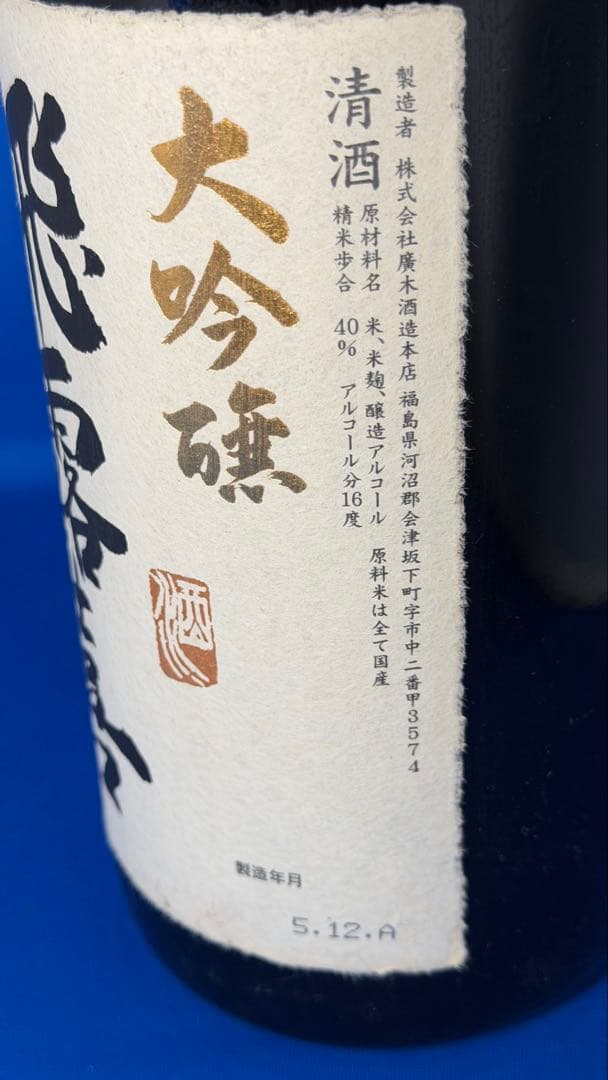 製造者 株式会社廣木酒造本店 福島県河沼郡会津坂下町字市中二番甲3574
清酒
原材料名 米、米麹、醸造アルコール 原料米は全て国産
精米歩合 40% アルコール分16度
大吟醸
飛露喜
酒
製造年月
5.12.A